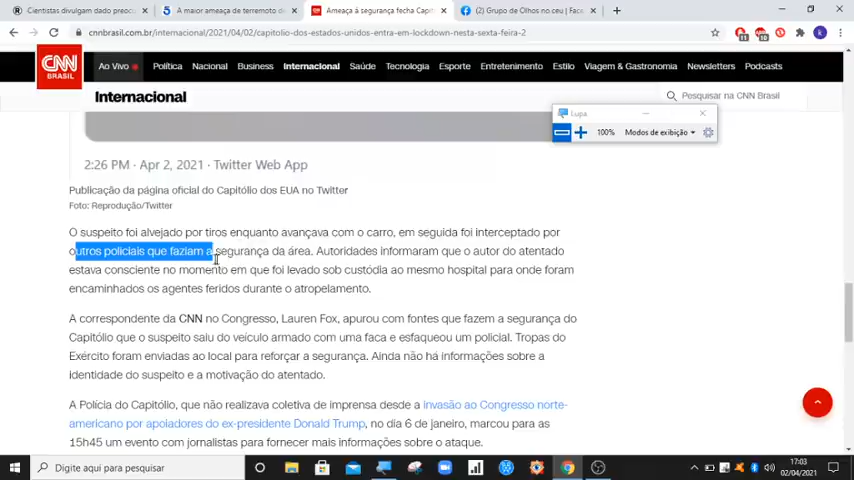 Cientistas divulgam dado preocu
A maior ameaça de terremoto de
Ameaça à segurança fecha Capit
(2) Grupo de Olhos no ceu | Face
cnnbrasil.com.br/internacional/2021/04/02/capitolio-dos-estados-unidos-entra-em-lockdown-nesta-sexta-feira-2
CNN BRASIL
Ao Vivo
Política
Nacional
Business
Internacional
Saúde
Tecnologia
Esporte
Entretenimento
Estilo
Viagem & Gastronomia
Newsletters
Podcasts
Internacional
Pesquisar na CNN Brasil
Lupa
100%
Modos de exibição
2:26 PM · Apr 2, 2021 · Twitter Web App
Publicação da página oficial do Capitólio dos EUA no Twitter
Foto: Reprodução/Twitter
O suspeito foi alvejado por tiros enquanto avançava com o carro, em seguida foi interceptado por
outros policiais que faziam a segurança da área. Autoridades informaram que o autor do atentado
estava consciente no momento em que foi levado sob custódia ao mesmo hospital para onde foram
encaminhados os agentes feridos durante o atropelamento.
A correspondente da CNN no Congresso, Lauren Fox, apurou com fontes que fazem a segurança do
Capitólio que o suspeito saiu do veículo armado com uma faca e esfaqueou um policial. Tropas do
Exército foram enviadas ao local para reforçar a segurança. Ainda não há informações sobre a
identidade do suspeito e a motivação do atentado.
A Polícia do Capitólio, que não realizava coletiva de imprensa desde a invasão ao Congresso norte-
americano por apoiadores do ex-presidente Donald Trump, no dia 6 de janeiro, marcou para as
15h45 um evento com jornalistas para fornecer mais informações sobre o ataque.
Digite aqui para pesquisar
17:03
02/04/2021